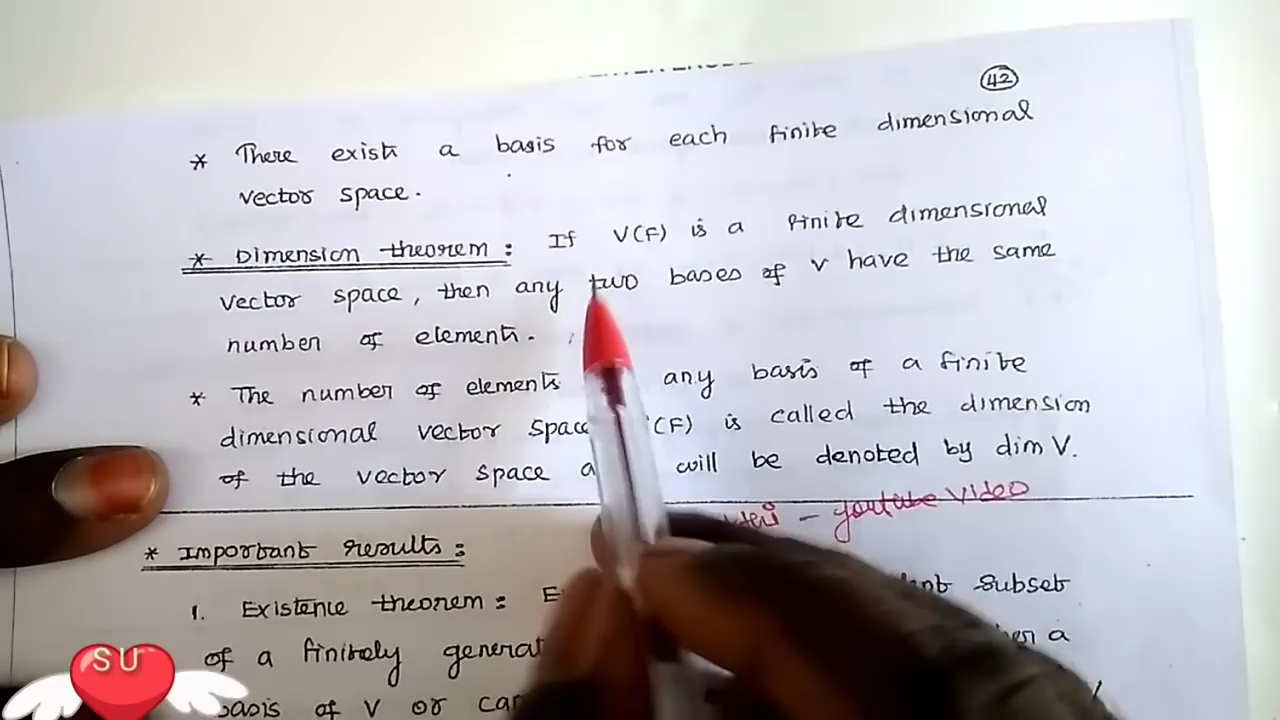 42
* There exists a basis for each finite dimensional
vector space.
* Dimension theorem: If V(F) is a finite dimensional
vector space, then any two bases of V have the same
number of elements.
* The number of elements any basis of a finite
dimensional vector space (F) is called the dimension
of the vector space will be denoted by dim V.
- youtube video
* Important results:
1. Existence theorem: subset
of a finitely
basis of V or
SU